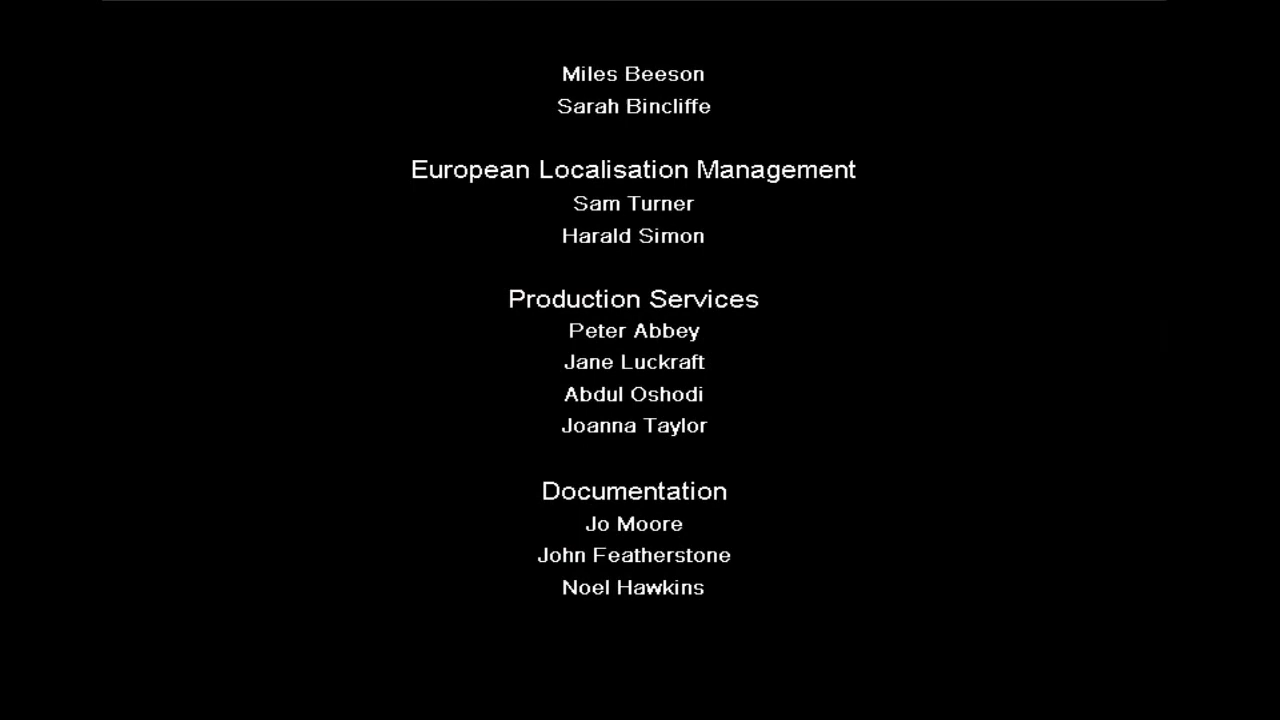 Miles Beeson
Sarah Bincliffe
European Localisation Management
Sam Turner
Harald Simon
Production Services
Peter Abbey
Jane Luckraft
Abdul Oshodi
Joanna Taylor
Documentation
Jo Moore
John Featherstone
Noel Hawkins